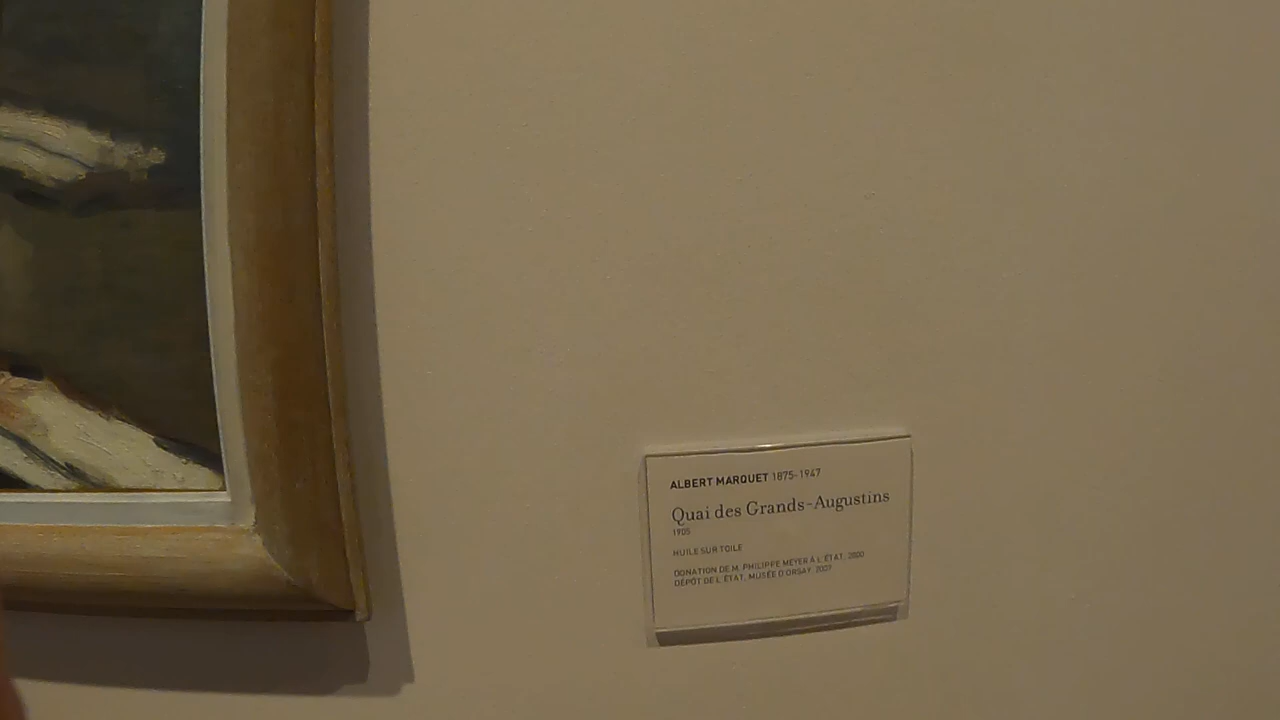 ALBERT MARQUET 1875-1947
Quai des Grands-Augustins
1905
HUILE SUR TOILE
DONATION DE M. PHILIPPE MEYER À L'ÉTAT, 2000
DÉPÔT DE L'ÉTAT, MUSÉE D'ORSAY, 2007